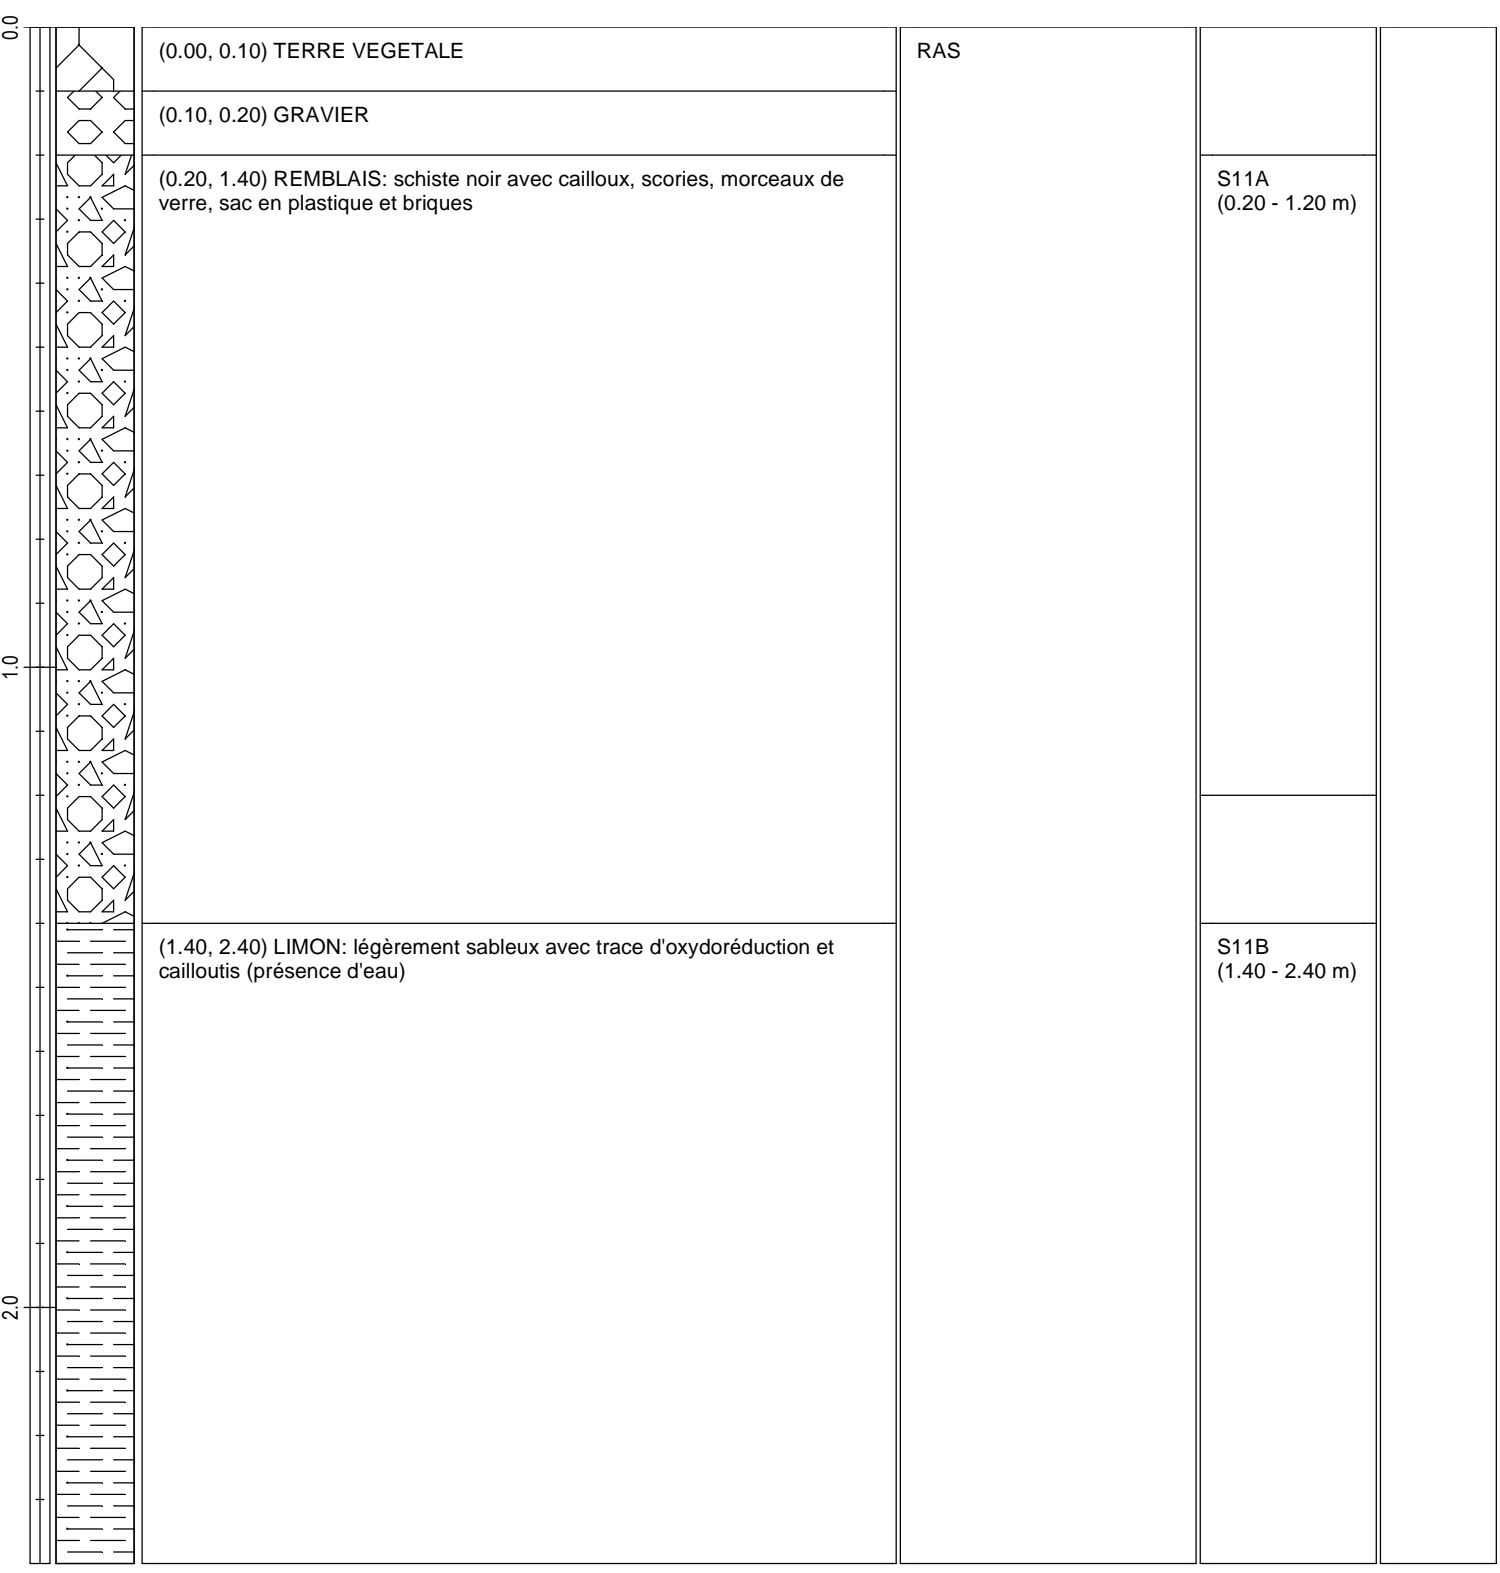 0.0
(0.00, 0.10) TERRE VEGETALE
RAS
(0.10, 0.20) GRAVIER
(0.20, 1.40) REMBLAIS: schiste noir avec cailloux, scories, morceaux de
verre, sac en plastique et briques
S11A
(0.20 - 1.20 m)
1.0
(1.40, 2.40) LIMON: légèrement sableux avec trace d'oxydoréduction et
cailloutis (présence d'eau)
S11B
(1.40 - 2.40 m)
2.0